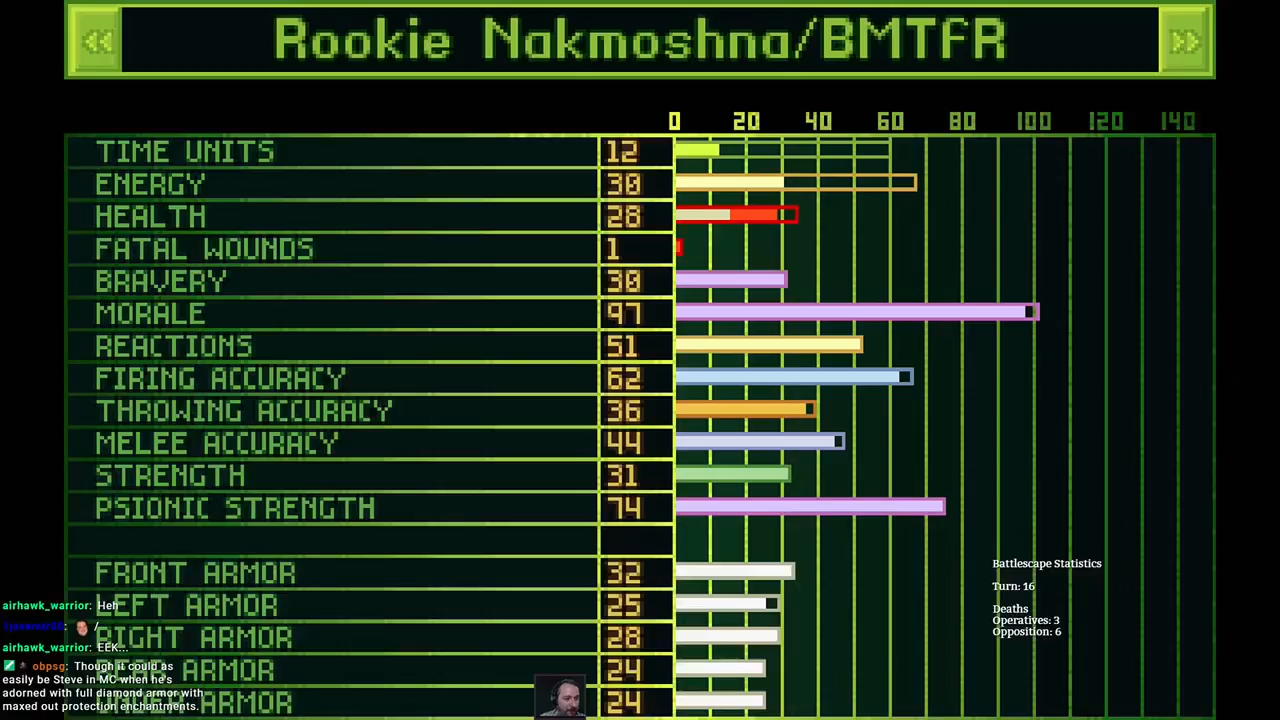 Rookie Nakmoshna/BMTfR
0 20 40 60 80 100 120 140
TIME UNITS 12
ENERGY 30
HEALTH 28
FATAL WOUNDS 1
BRAVERY 30
MORALE 97
REACTIONS 51
FIRING ACCURACY 62
THROWING ACCURACY 36
MELEE ACCURACY 44
STRENGTH 31
PSIONIC STRENGTH 74
FRONT ARMOR 32
LEFT ARMOR 25
RIGHT ARMOR 28
REAR ARMOR 24
UNDER ARMOR 24
Battlescape Statistics
Turn: 16
Deaths
Operatives: 3
Opposition: 6
airhawk_warrior: Heh
: /
airhawk_warrior: EEK...
obpsg: Though it could as
easily be Steve in MC when he's
adorned with full diamond armor with
maxed out protection enchantments.